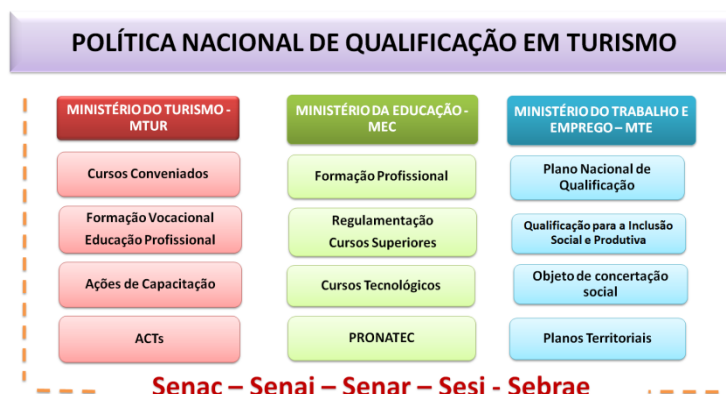 POLÍTICA NACIONAL DE QUALIFICAÇÃO EM TURISMO
MINISTÉRIO DO TURISMO -
MTUR
Cursos Conveniados
Formação Vocacional
Educação Profissional
Ações de Capacitação
ACTs
MINISTÉRIO DA EDUCAÇÃO -
MEC
Formação Profissional
Regulamentação
Cursos Superiores
Cursos Tecnológicos
PRONATEC
MINISTÉRIO DO TRABALHO E
EMPREGO – MTE
Plano Nacional de
Qualificação
Qualificação para a Inclusão
Social e Produtiva
Objeto de concertação
social
Planos Territoriais
Senac – Senai – Senar – Sesi - Sebrae